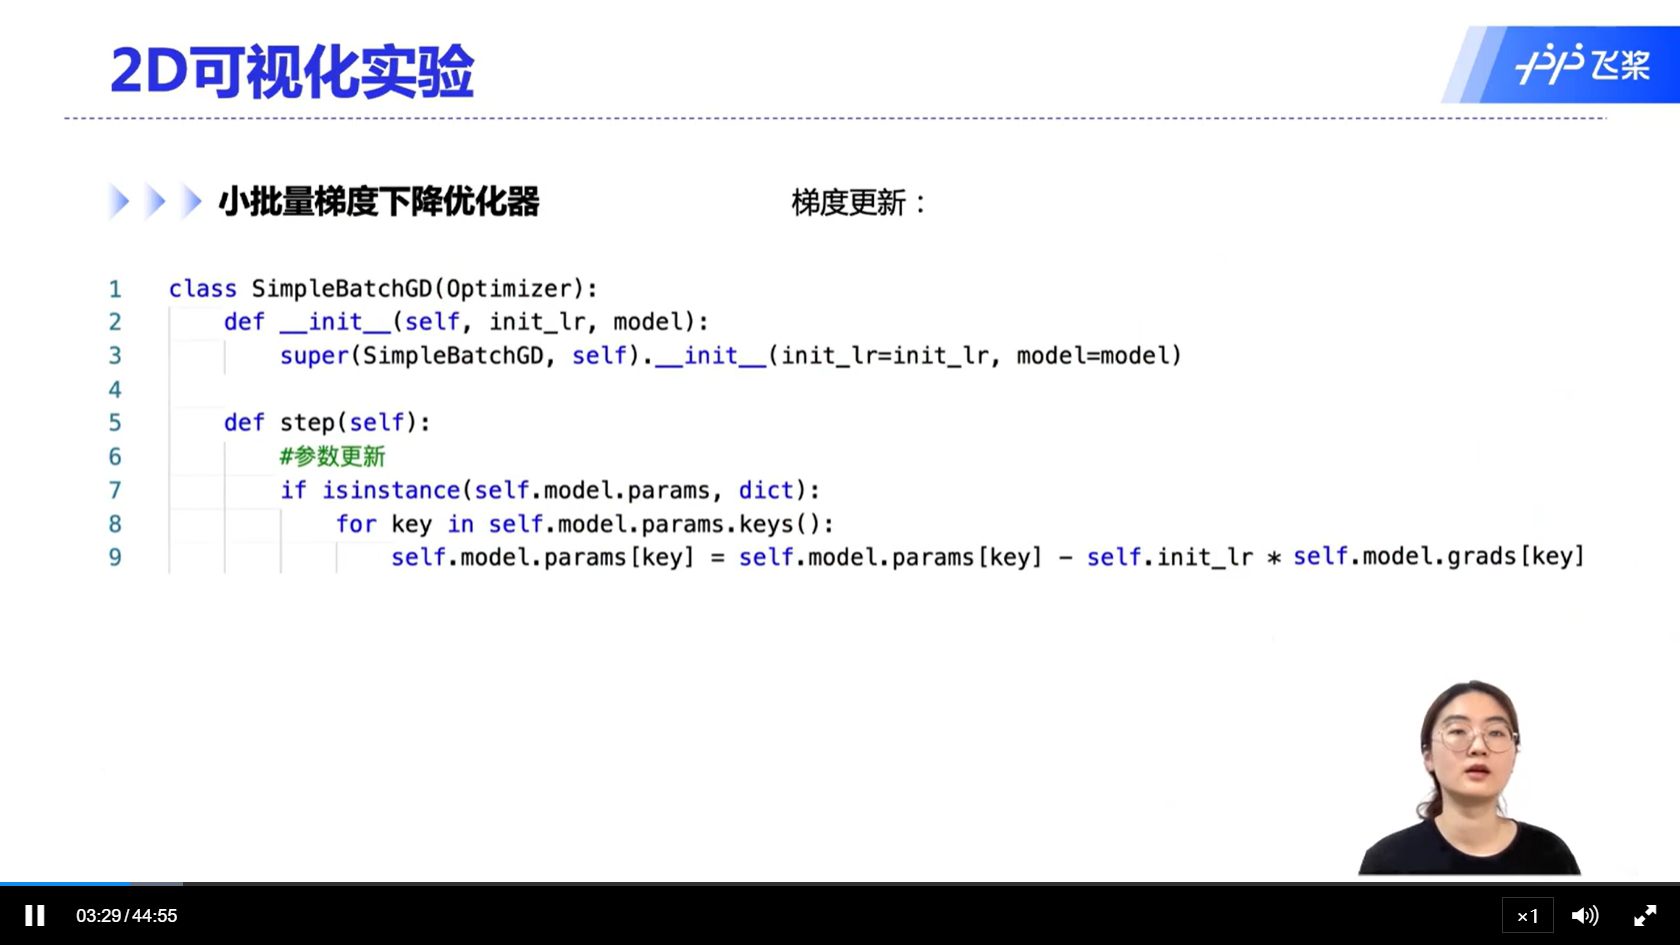 2D可视化实验
飞桨
小批量梯度下降优化器
梯度更新：
1 class SimpleBatchGD(Optimizer):
2     def __init__(self, init_lr, model):
3         super(SimpleBatchGD, self).__init__(init_lr=init_lr, model=model)
4
5     def step(self):
6         #参数更新
7         if isinstance(self.model.params, dict):
8             for key in self.model.params.keys():
9                 self.model.params[key] = self.model.params[key] - self.init_lr * self.model.grads[key]
03:29/44:55
×1